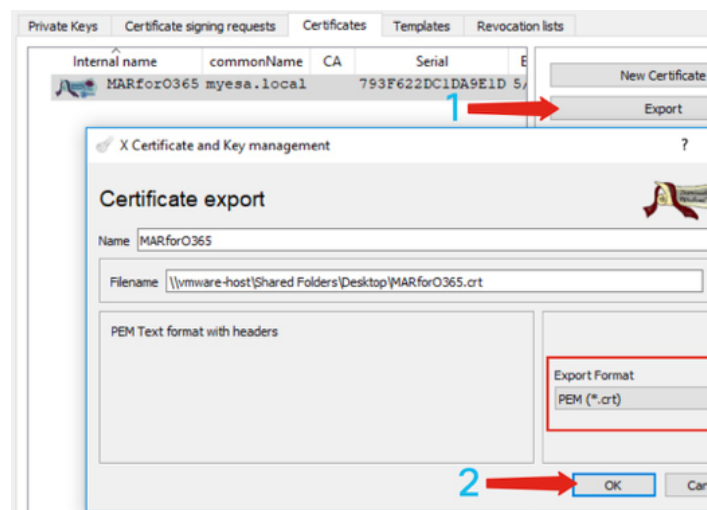 Private Keys Certificate signing requests Certificates Templates Revocation lists
Internal name commonName CA Serial
MARforO365 myesa.local 793F622DC1DA9E1D 5/
New Certificate
1 Export
X Certificate and Key management ?
Certificate export
Name MARforO365
Filename \\vmware-host\Shared Folders\Desktop\MARforO365.crt
PEM Text format with headers
Export Format
PEM (*.crt)
2 OK Can